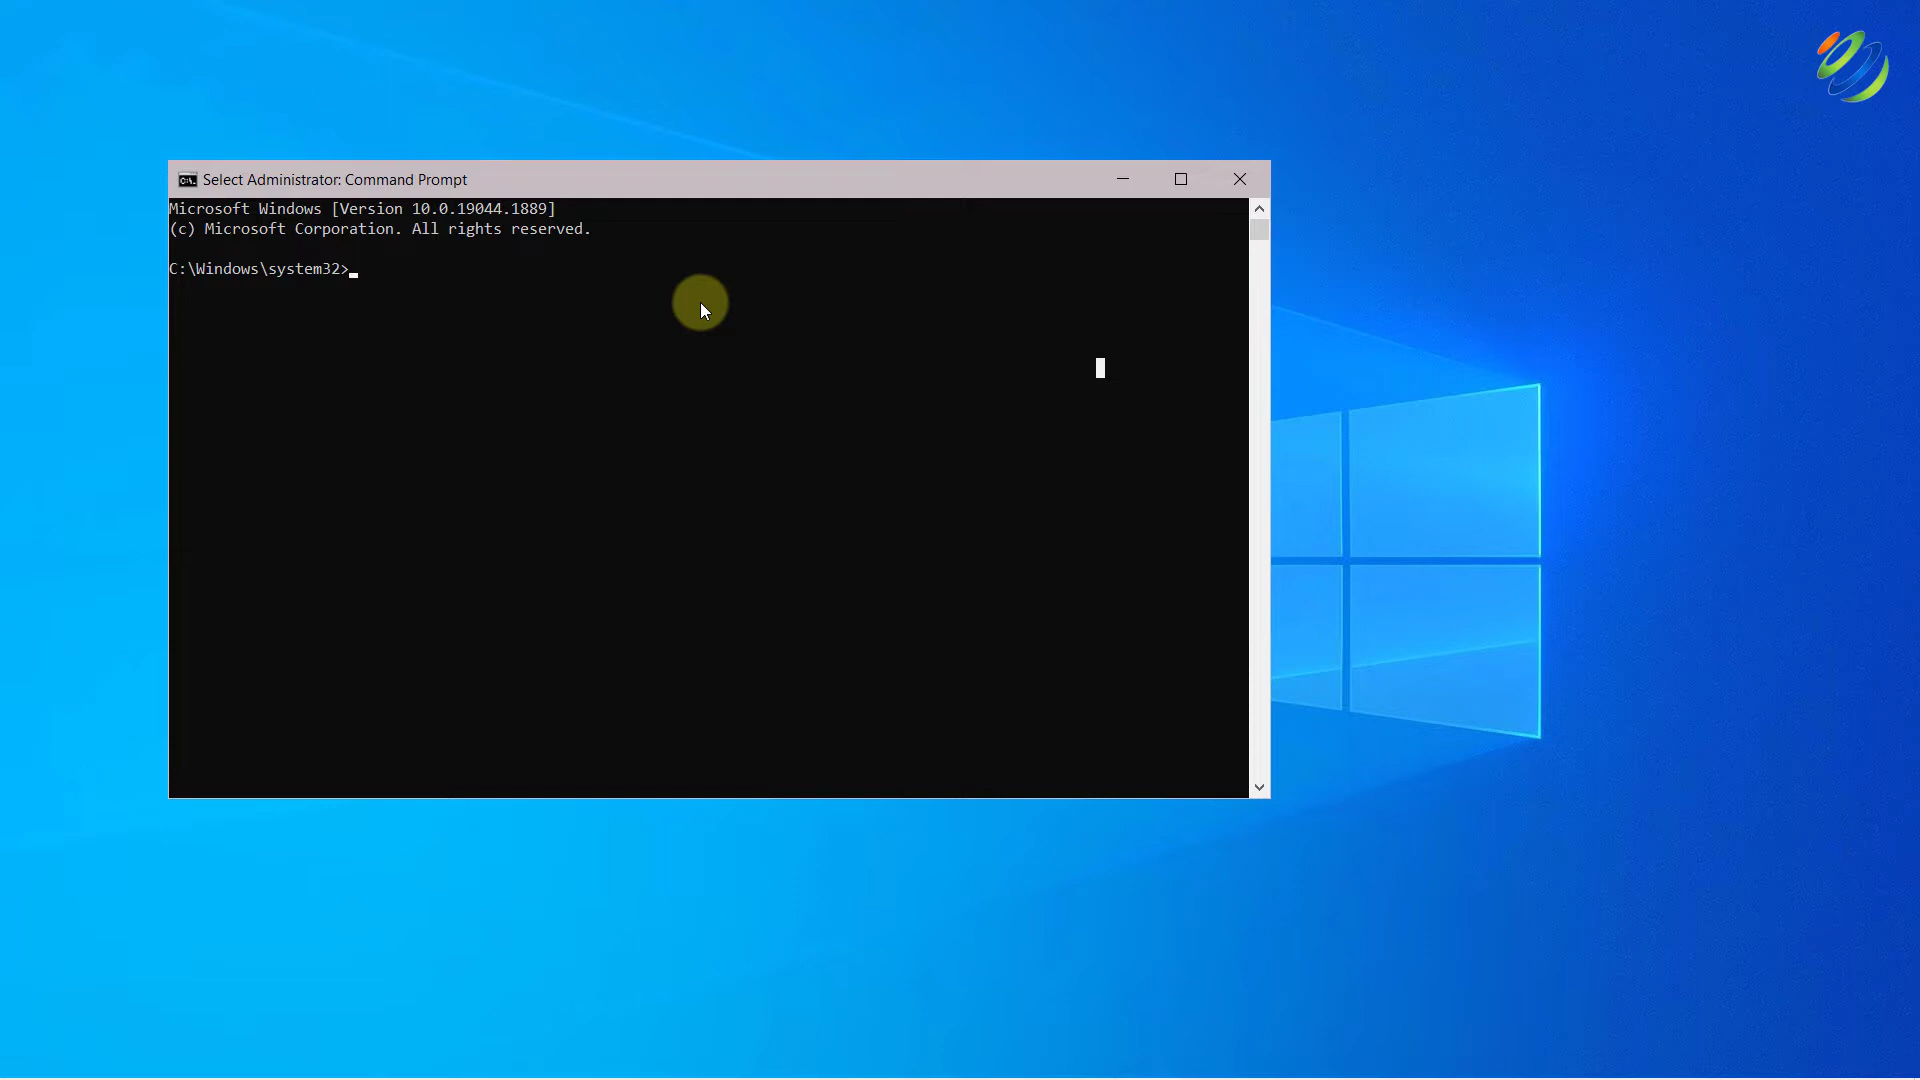 Select Administrator: Command Prompt
Microsoft Windows [Version 10.0.19044.1889]
(c) Microsoft Corporation. All rights reserved.
C:\Windows\system32>